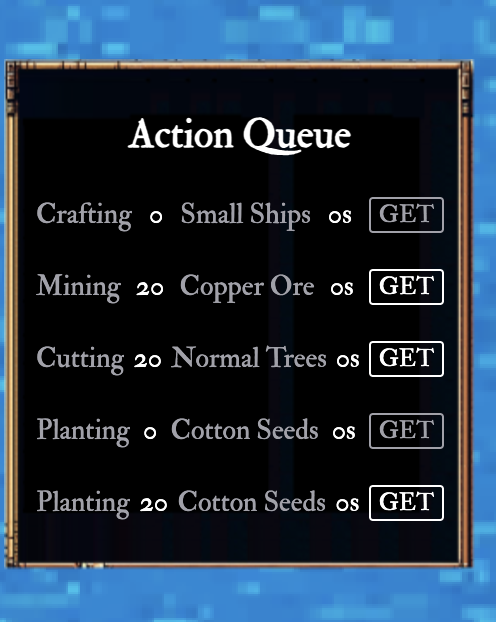 Action Queue
Crafting 0 Small Ships 0s GET
Mining 20 Copper Ore 0s GET
Cutting 20 Normal Trees 0s GET
Planting 0 Cotton Seeds 0s GET
Planting 20 Cotton Seeds 0s GET